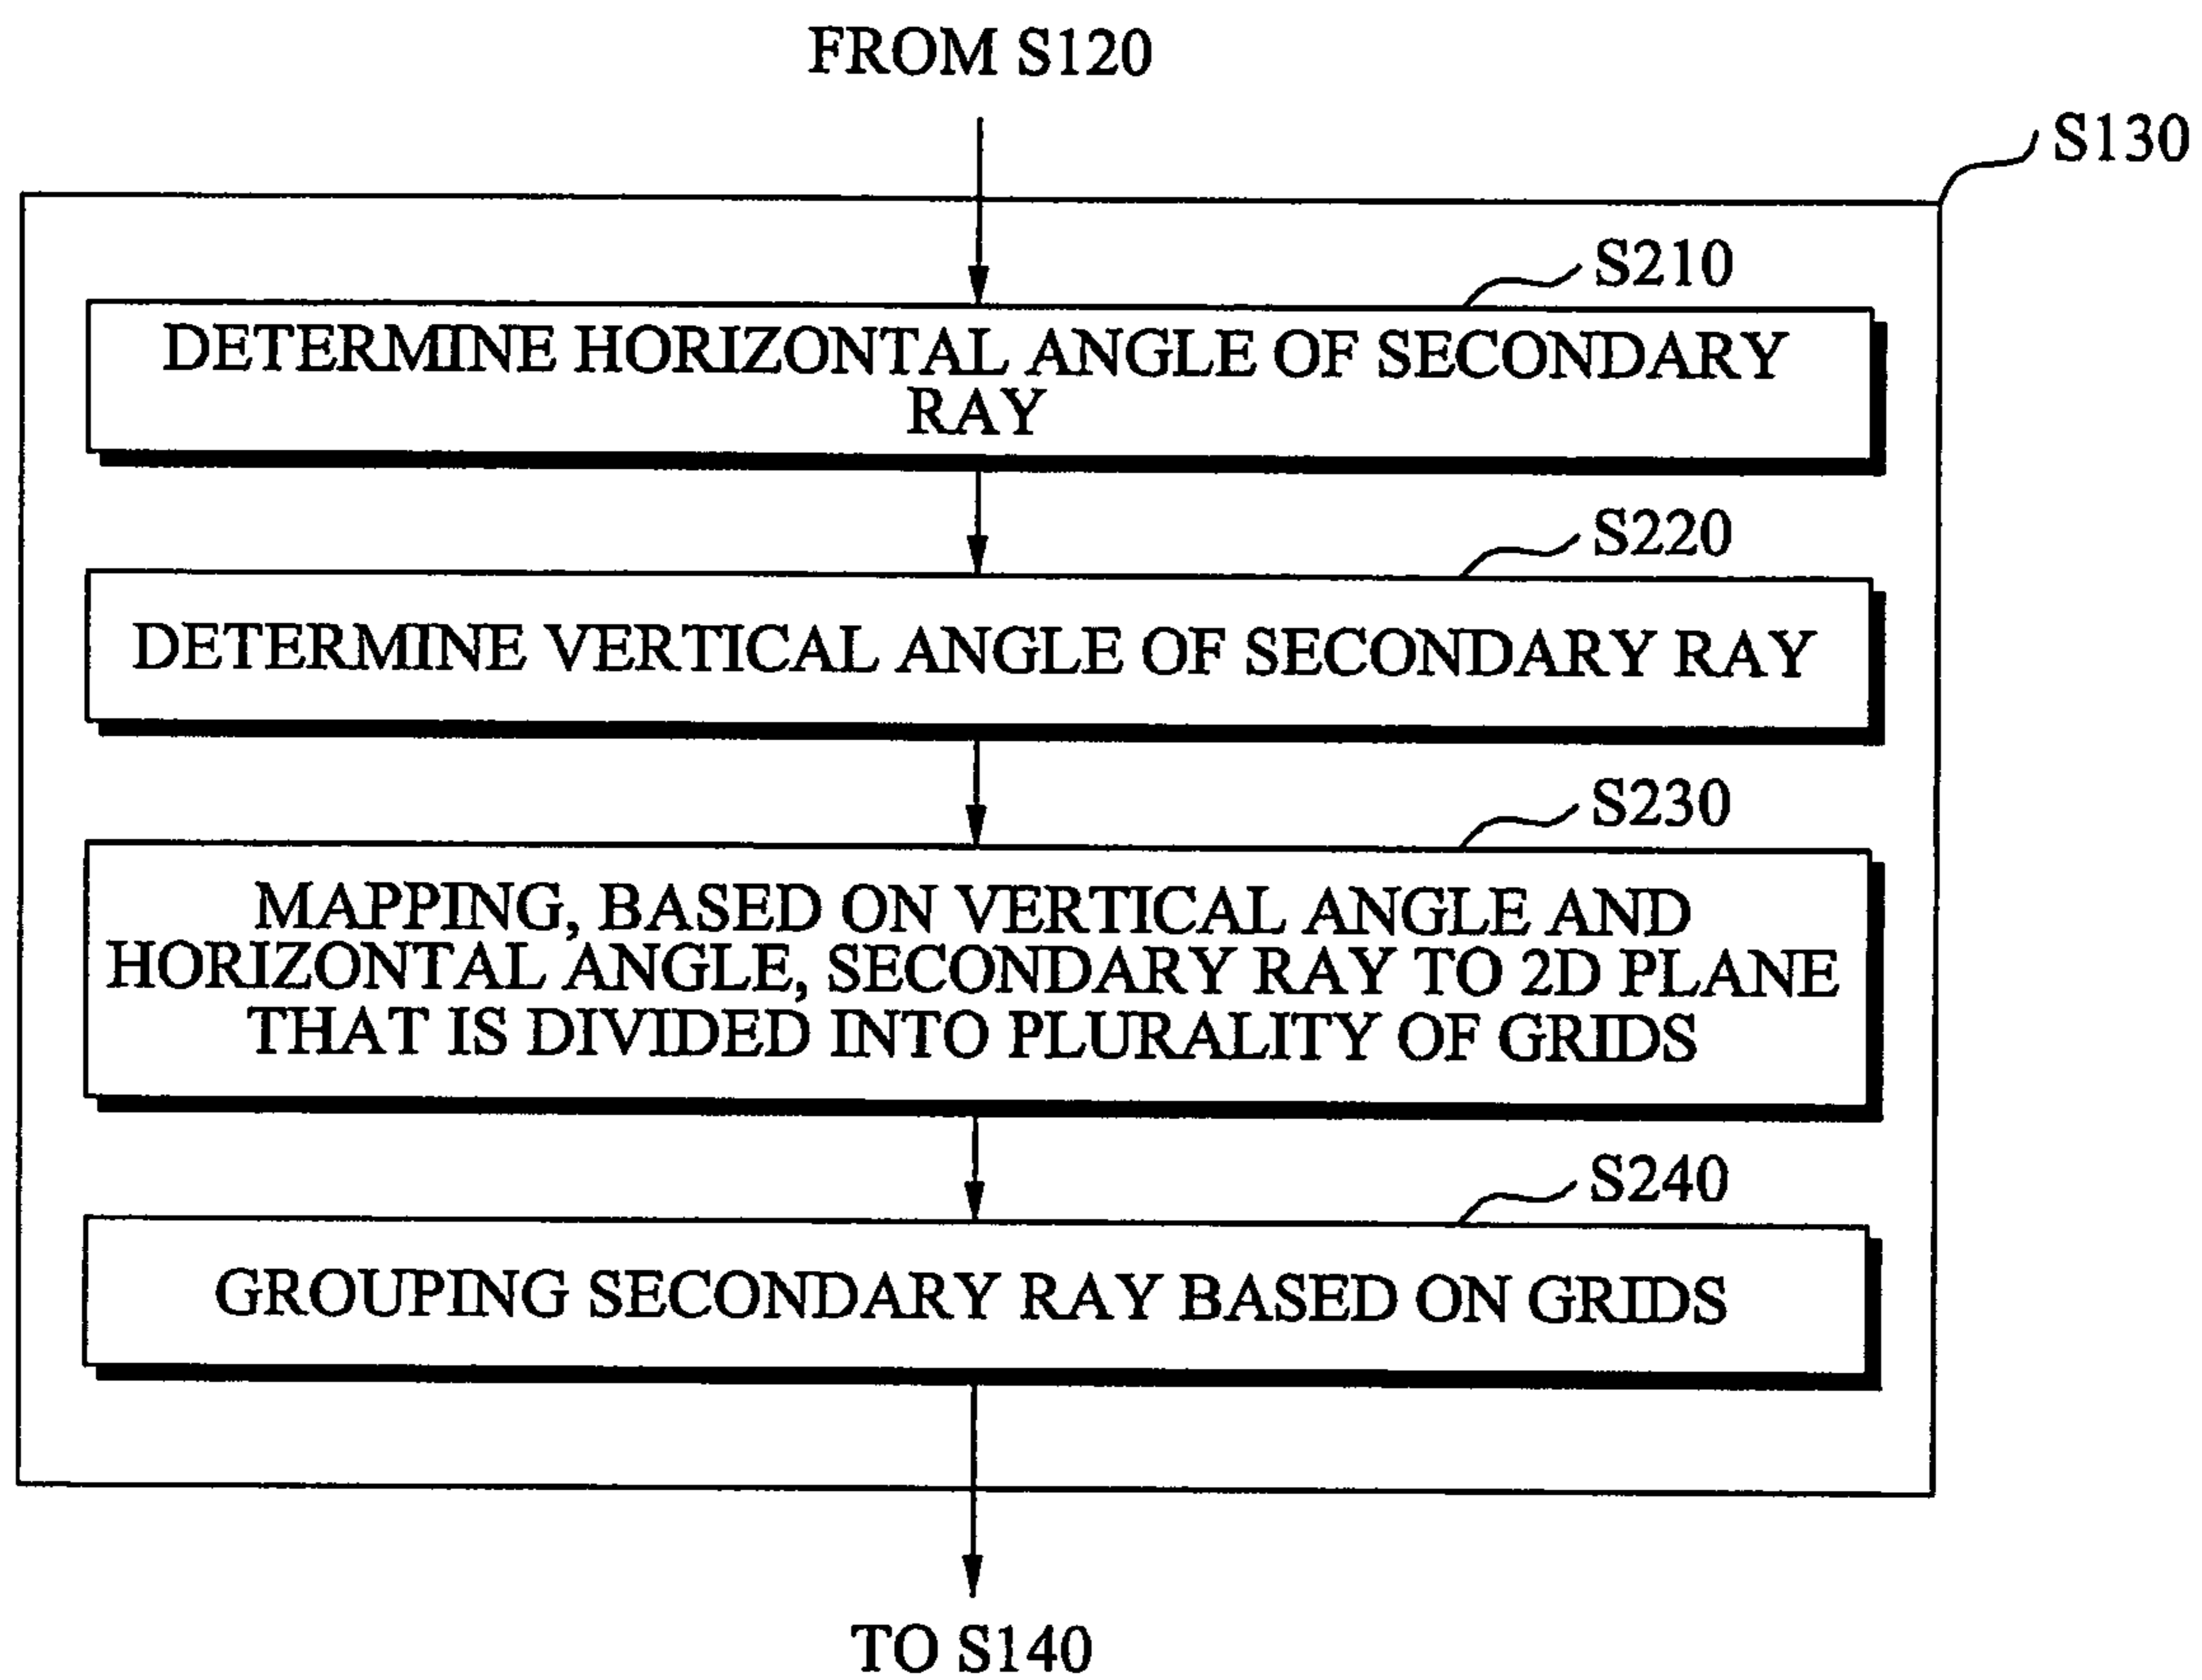 FROM S120
S130
S210
DETERMINE HORIZONTAL ANGLE OF SECONDARY
RAY
S220
DETERMINE VERTICAL ANGLE OF SECONDARY RAY
S230
MAPPING, BASED ON VERTICAL ANGLE AND
HORIZONTAL ANGLE, SECONDARY RAY TO 2D PLANE
THAT IS DIVIDED INTO PLURALITY OF GRIDS
S240
GROUPING SECONDARY RAY BASED ON GRIDS
TO S140